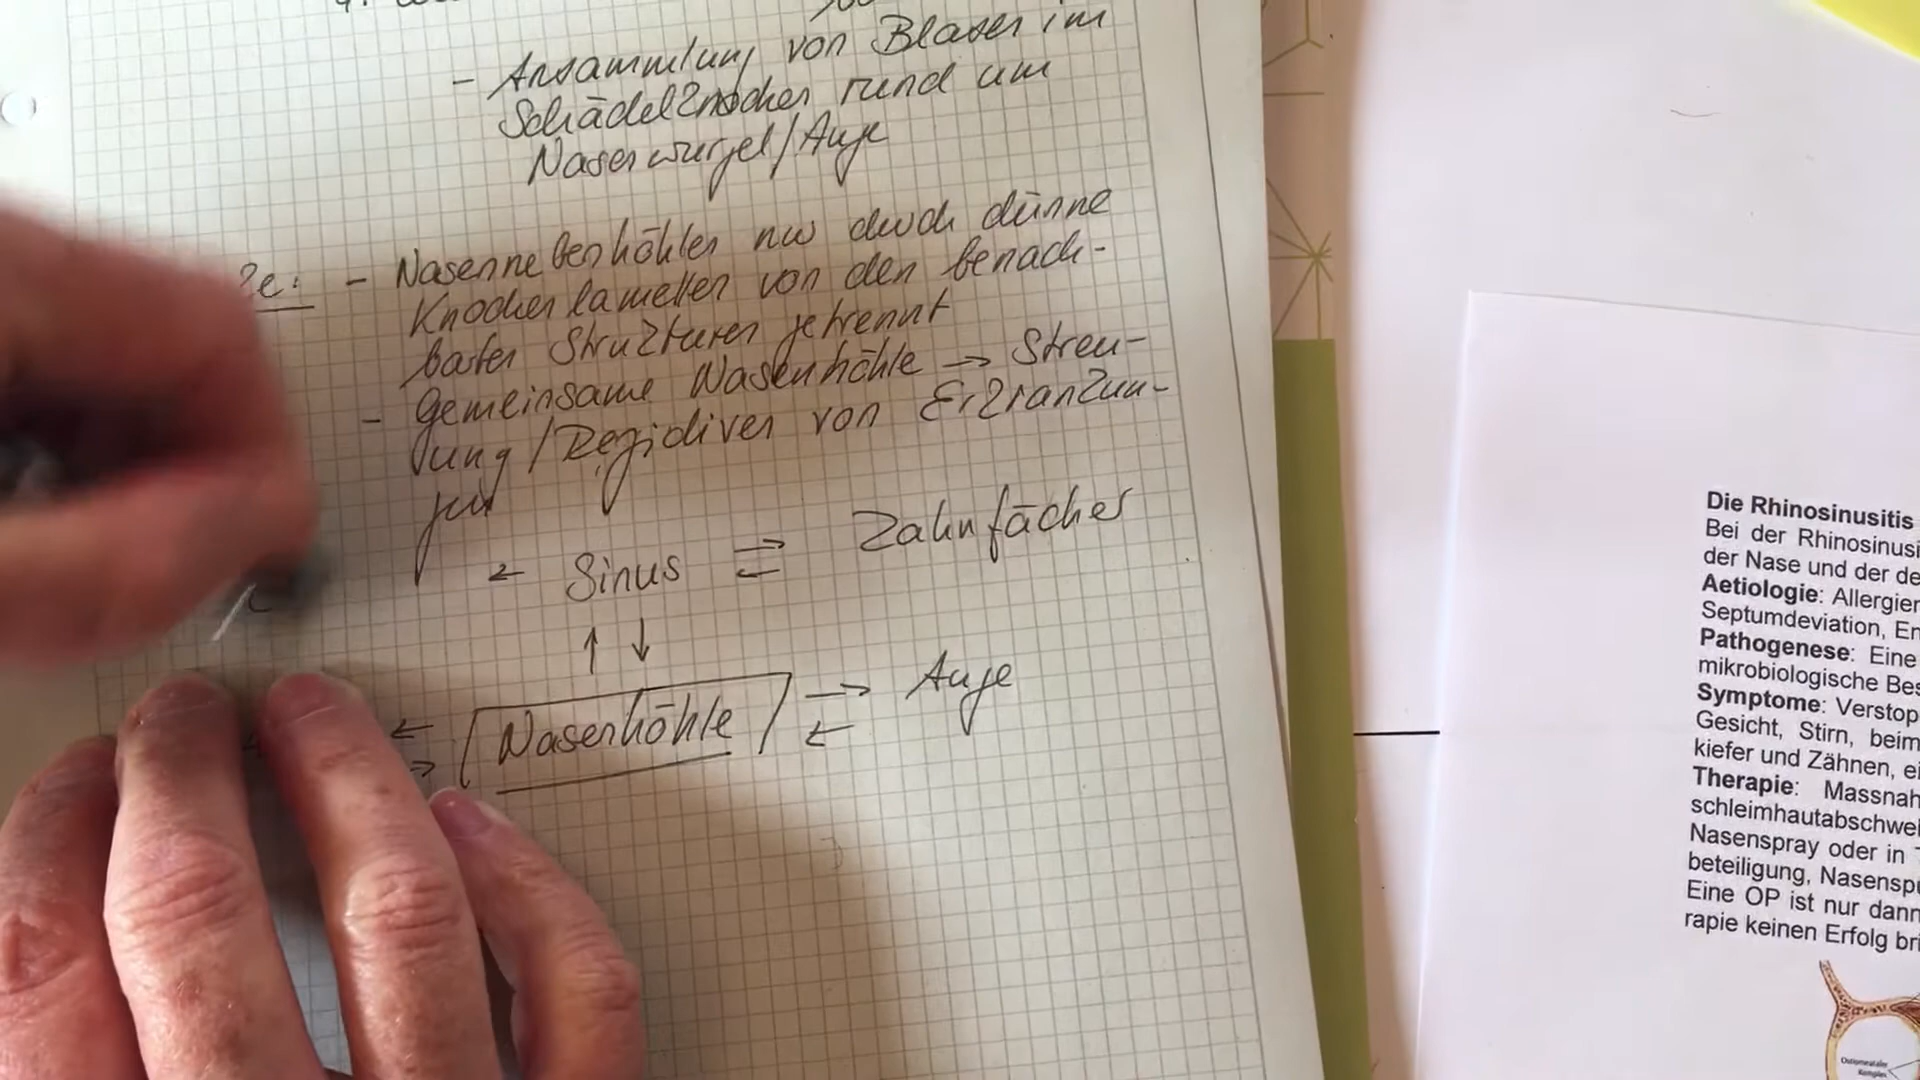 - Ansammlung von Blasen im
Schädelknochen rund um
Nasenwurzel/Auge
- Nasennebenhöhlen nur durch dünne
Knochenlamellen von den benach-
barten Strukturen getrennt
- gemeinsame Nasenhöhle → Streu-
ung/Rezidiven von Erkrankun-
gen
← Sinus ⇄ Zahnfächer
↑ ↓
← → Nasenhöhle → ← Auge
Die Rhinosinusitis
Bei der Rhinosinusi
der Nase und der de
Aetiologie: Allergien
Septumdeviation, En
Pathogenese: Eine
mikrobiologische Bes
Symptome: Verstop
Gesicht, Stirn, beim
kiefer und Zähnen, ei
Therapie: Massnah
schleimhautabschwel
Nasenspray oder in
beteiligung, Nasenspü
Eine OP ist nur dann
rapie keinen Erfolg bri
Ostiomeataler
Komplex